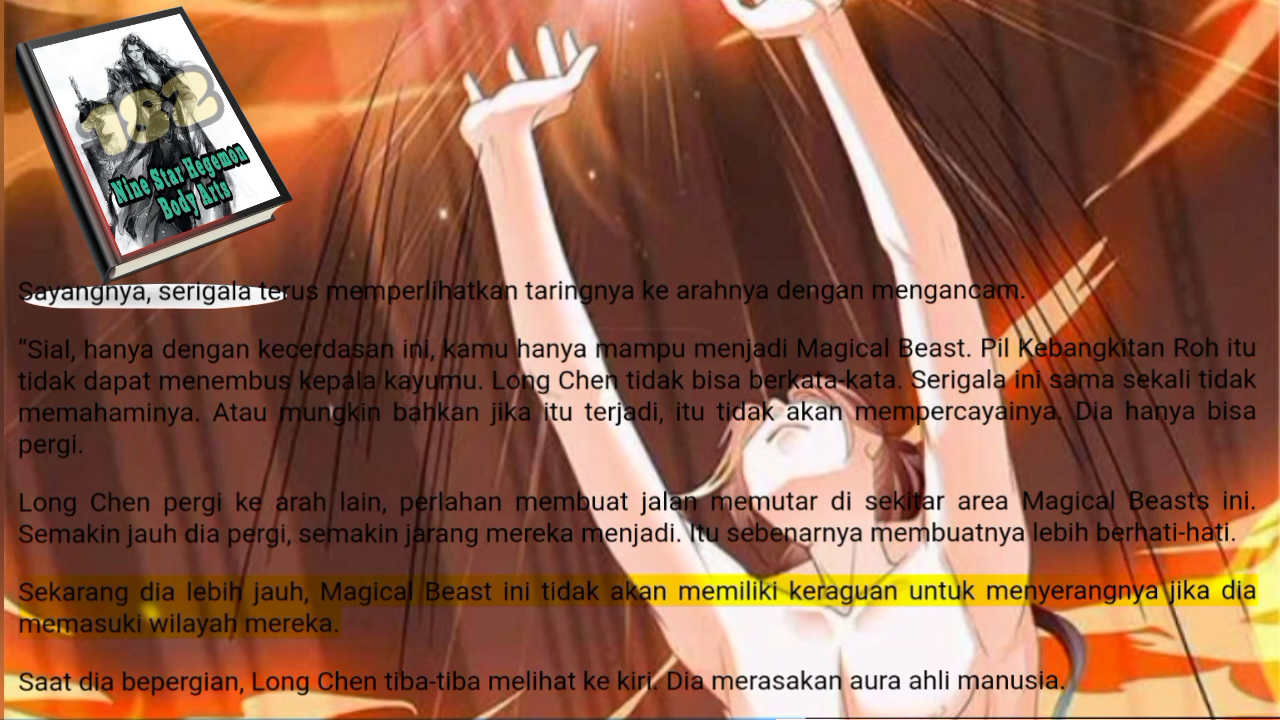 182
Nine Star Hegemon
Body Arts
Sayangnya, serigala terus memperlihatkan taringnya ke arahnya dengan mengancam.
“Sial, hanya dengan kecerdasan ini, kamu hanya mampu menjadi Magical Beast. Pil Kebangkitan Roh itu
tidak dapat menembus kepala kayumu. Long Chen tidak bisa berkata-kata. Serigala ini sama sekali tidak
memahaminya. Atau mungkin bahkan jika itu terjadi, itu tidak akan mempercayainya. Dia hanya bisa
pergi.
Long Chen pergi ke arah lain, perlahan membuat jalan memutar di sekitar area Magical Beasts ini.
Semakin jauh dia pergi, semakin jarang mereka menjadi. Itu sebenarnya membuatnya lebih berhati-hati.
Sekarang dia lebih jauh, Magical Beast ini tidak akan memiliki keraguan untuk menyerangnya jika dia
memasuki wilayah mereka.
Saat dia bepergian, Long Chen tiba-tiba melihat ke kiri. Dia merasakan aura ahli manusia.